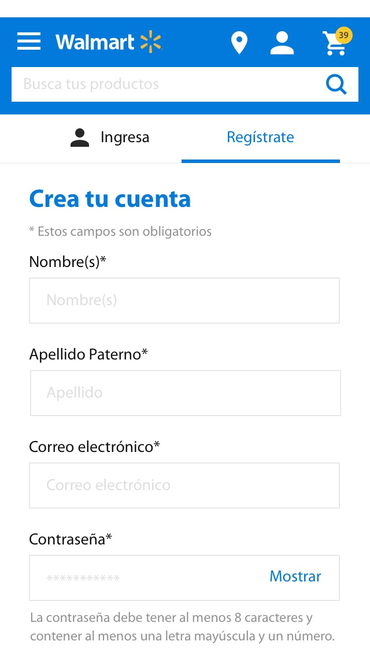 Walmart
39
Busca tus productos
Ingresa
Regístrate
Crea tu cuenta
* Estos campos son obligatorios
Nombre(s)*
Nombre(s)
Apellido Paterno*
Apellido
Correo electrónico*
Correo electrónico
Contraseña*
*********** Mostrar
La contraseña debe tener al menos 8 caracteres y
contener al menos una letra mayúscula y un número.